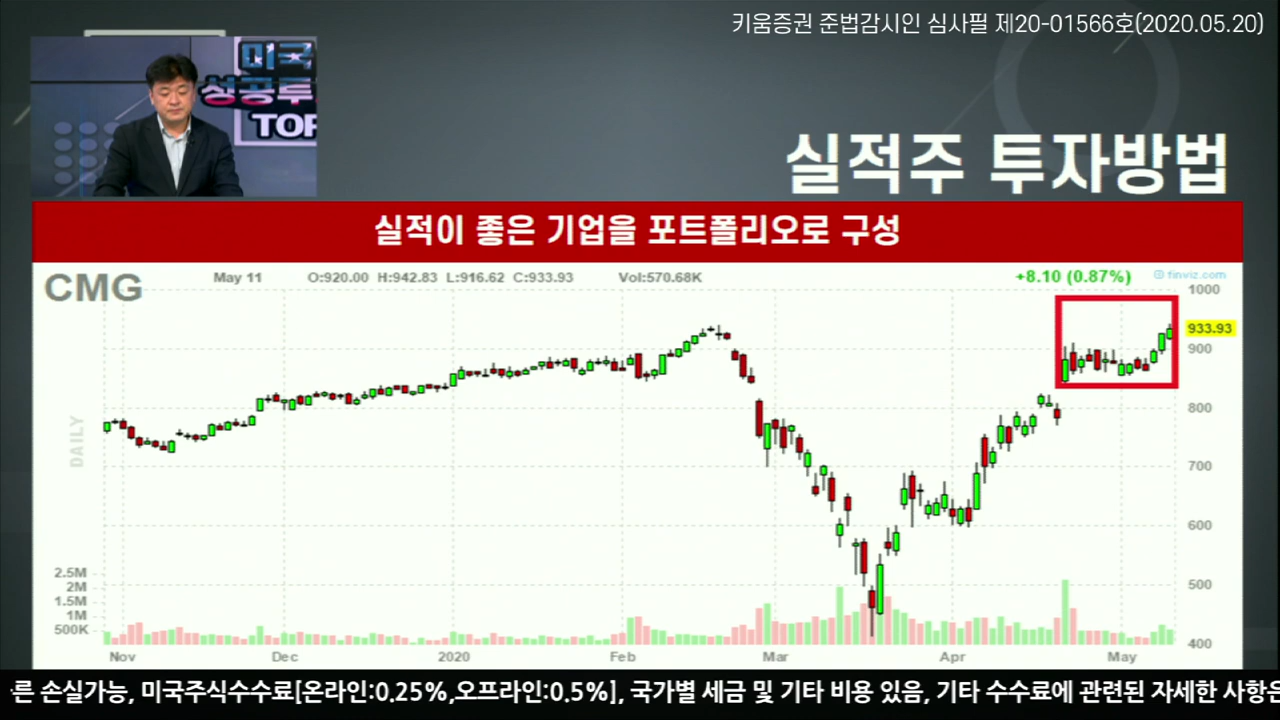 키움증권 준법감시인 심사필 제20-01566호(2020.05.20)
미국
성공투
TOP
실적주 투자방법
실적이 좋은 기업을 포트폴리오로 구성
CMG
May 11 O:920.00 H:942.83 L:916.62 C:933.93 Vol:570.68K +8.10 (0.87%) finviz.com
1000
933.93
900
800
700
600
500
400
DAILY
2.5M
2M
1.5M
1M
500K
Nov Dec 2020 Feb Mar Apr May
른 손실가능, 미국주식수수료[온라인:0.25%,오프라인:0.5%], 국가별 세금 및 기타 비용 있음, 기타 수수료에 관련된 자세한 사항은